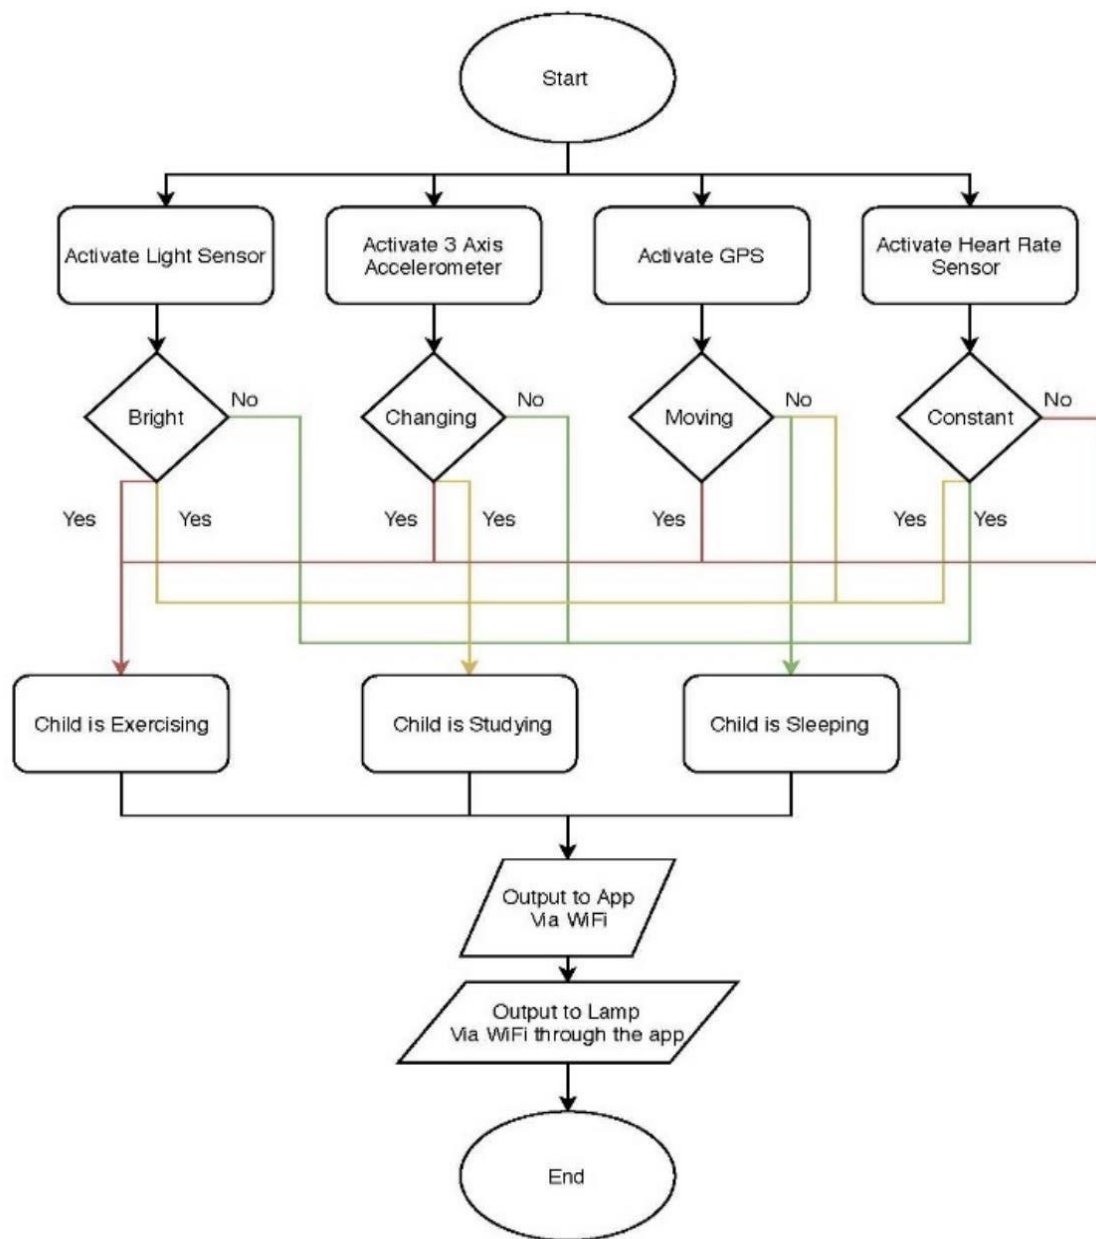 Start
Activate Light Sensor
Activate 3 Axis
Accelerometer
Activate GPS
Activate Heart Rate
Sensor
Bright
No
Changing
No
Moving
No
Constant
No
Yes
Yes
Yes
Yes
Yes
Yes
Yes
Child is Exercising
Child is Studying
Child is Sleeping
Output to App
Via WiFi
Output to Lamp
Via WiFi through the app
End